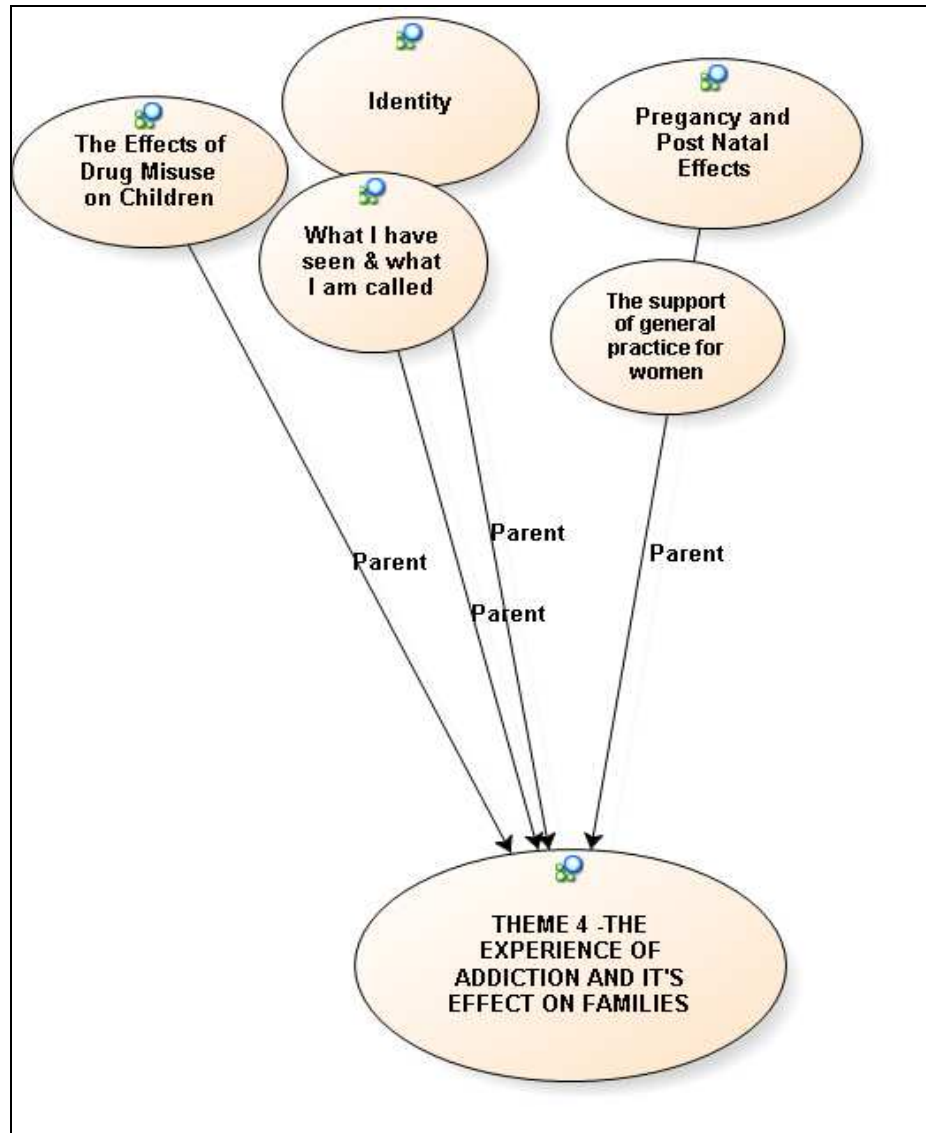 Identity
The Effects of
Drug Misuse
on Children
Pregancy and
Post Natal
Effects
What I have
seen & what
I am called
The support
of general
practice for
women
Parent
Parent
Parent
Parent
THEME 4 -THE
EXPERIENCE OF
ADDICTION AND IT'S
EFFECT ON FAMILIES